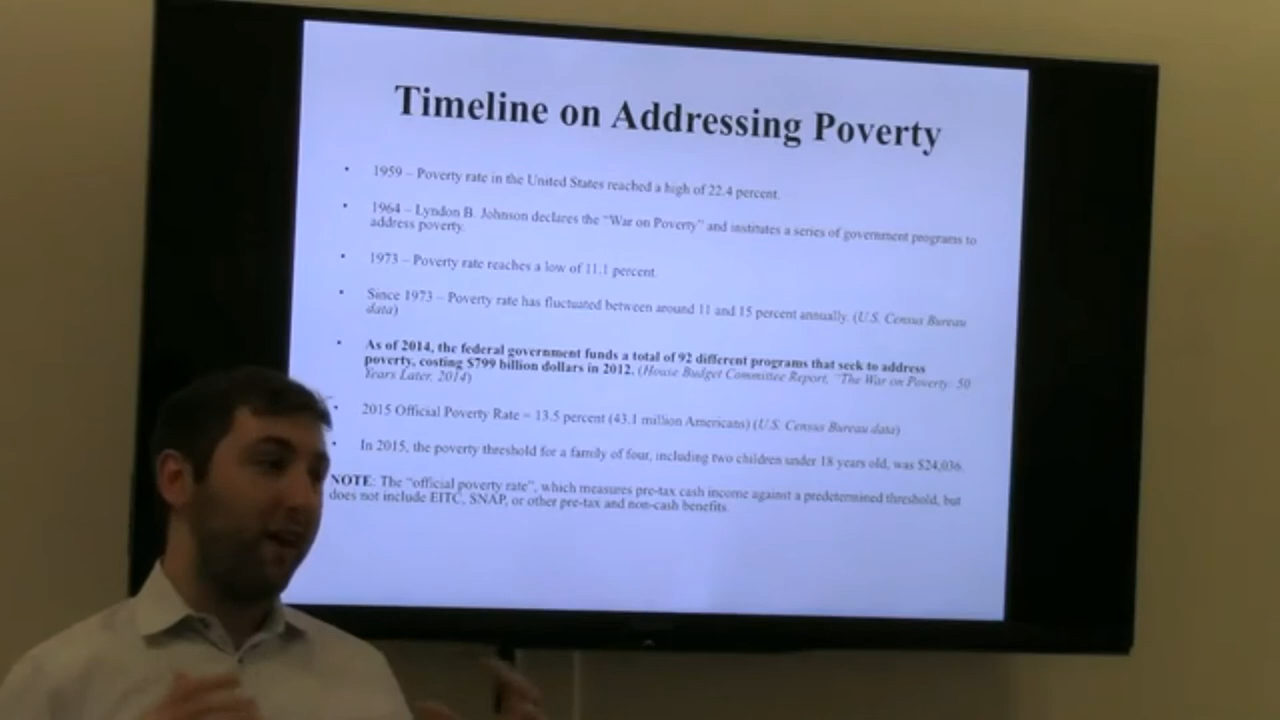 Timeline on Addressing Poverty
• 1959 – Poverty rate in the United States reached a high of 22.4 percent.
• 1964 – Lyndon B. Johnson declares the "War on Poverty" and institutes a series of government programs to
address poverty.
• 1973 – Poverty rate reaches a low of 11.1 percent.
• Since 1973 – Poverty rate has fluctuated between around 11 and 15 percent annually. (U.S. Census Bureau
data)
• As of 2014, the federal government funds a total of 92 different programs that seek to address
poverty, costing $799 billion dollars in 2012. (House Budget Committee Report, "The War on Poverty: 50
Years Later, 2014)
• 2015 Official Poverty Rate = 13.5 percent (43.1 million Americans) (U.S. Census Bureau data)
• In 2015, the poverty threshold for a family of four, including two children under 18 years old, was $24,036.
NOTE: The "official poverty rate", which measures pre-tax cash income against a predetermined threshold, but
does not include EITC, SNAP, or other pre-tax and non-cash benefits.